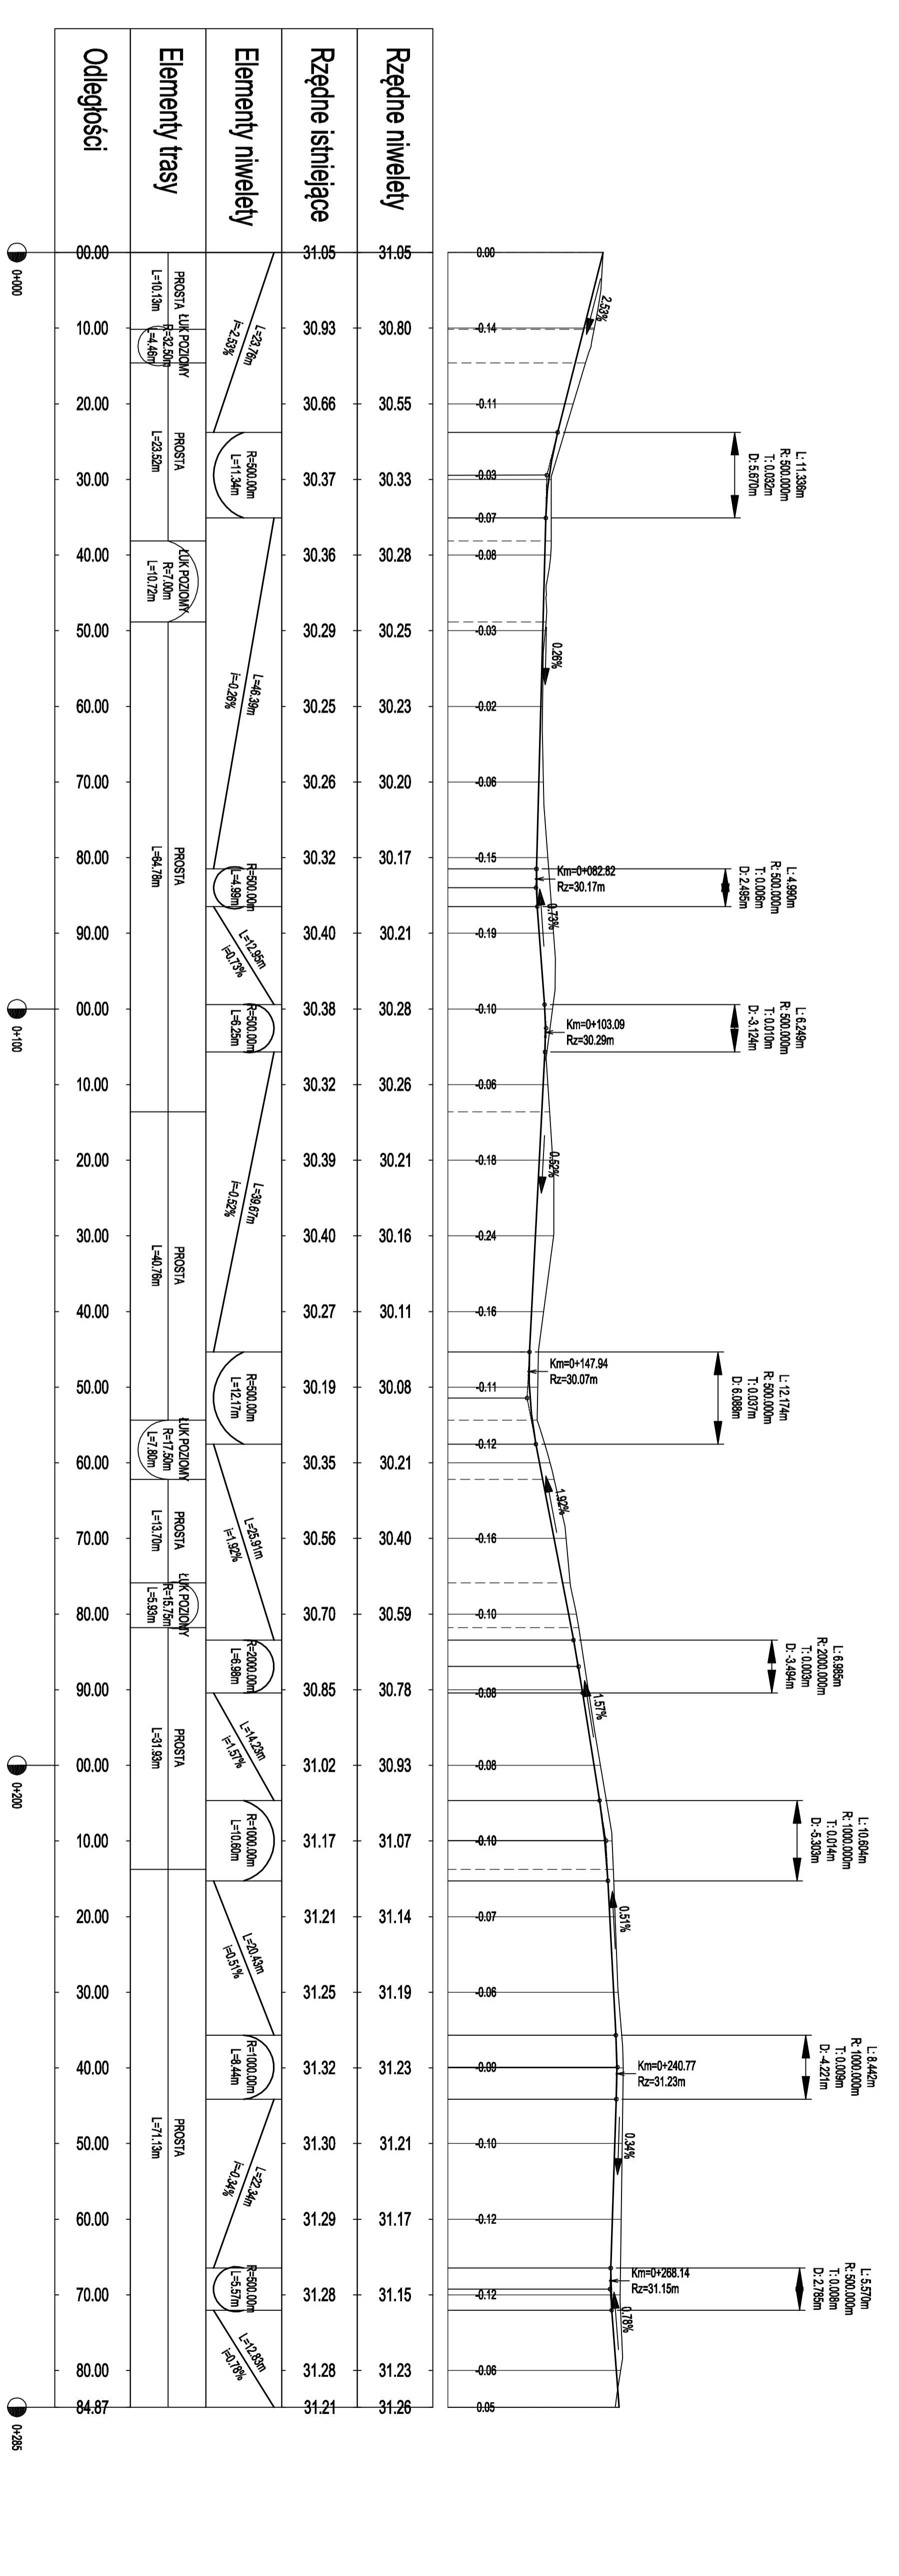 Rzędne niwelety
31.05
30.80
30.55
30.33
30.28
30.25
30.23
30.20
30.17
30.21
30.28
30.26
30.21
30.16
30.11
30.08
30.21
30.40
30.59
30.78
30.93
31.07
31.14
31.19
31.23
31.21
31.17
31.15
31.23
31.26
Rzędne istniejące
31.05
30.93
30.66
30.37
30.36
30.29
30.25
30.26
30.32
30.40
30.38
30.32
30.39
30.40
30.27
30.19
30.35
30.56
30.70
30.85
31.02
31.17
31.21
31.25
31.32
31.30
31.29
31.28
31.28
31.21
Elementy niwelety
L=23.76m
i=-2.53%
R=500.00m
L=11.34m
L=46.39m
i=-0.26%
R=500.00m
L=4.99m
L=12.95m
i=0.73%
R=500.00m
L=6.25m
L=39.67m
i=-0.52%
R=500.00m
L=12.17m
L=25.91m
i=1.92%
R=2000.00m
L=6.98m
L=14.23m
i=1.57%
R=1000.00m
L=10.60m
L=20.43m
i=0.51%
R=1000.00m
L=8.44m
L=22.34m
i=-0.34%
R=500.00m
L=5.57m
L=12.83m
i=0.78%
Elementy trasy
PROSTA
L=10.13m
ŁUK POZIOMY
R=32.50m
L=4.46m
PROSTA
L=23.52m
ŁUK POZIOMY
R=7.00m
L=10.72m
PROSTA
L=64.78m
PROSTA
L=40.76m
ŁUK POZIOMY
R=17.50m
L=7.80m
PROSTA
L=13.70m
ŁUK POZIOMY
R=15.75m
L=5.93m
PROSTA
L=31.93m
PROSTA
L=71.13m
Odległości
00.00
10.00
20.00
30.00
40.00
50.00
60.00
70.00
80.00
90.00
00.00
10.00
20.00
30.00
40.00
50.00
60.00
70.00
80.00
90.00
00.00
10.00
20.00
30.00
40.00
50.00
60.00
70.00
80.00
84.87
0+000
0+100
0+200
0+285
0.00
-0.14
-0.11
-0.03
-0.07
-0.08
-0.03
-0.02
-0.06
-0.15
-0.19
-0.10
-0.06
-0.18
-0.24
-0.16
-0.11
-0.12
-0.16
-0.10
-0.08
-0.08
-0.10
-0.07
-0.06
-0.09
-0.10
-0.12
-0.12
-0.06
0.05
2.53%
0.26%
0.73%
0.52%
1.92%
1.57%
0.51%
0.34%
0.78%
Km=0+082.82
Rz=30.17m
Km=0+103.09
Rz=30.29m
Km=0+147.94
Rz=30.07m
Km=0+240.77
Rz=31.23m
Km=0+268.14
Rz=31.15m
L: 11.338m
R: 500.000m
T: 0.032m
D: 5.670m
L: 4.990m
R: 500.000m
T: 0.006m
D: 2.495m
L: 6.249m
R: 500.000m
T: 0.010m
D: -3.124m
L: 12.174m
R: 500.000m
T: 0.037m
D: 6.088m
L: 6.985m
R: 2000.000m
T: 0.003m
D: -3.494m
L: 10.604m
R: 1000.000m
T: 0.014m
D: -5.303m
L: 8.442m
R: 1000.000m
T: 0.009m
D: -4.221m
L: 5.570m
R: 500.000m
T: 0.008m
D: 2.785m